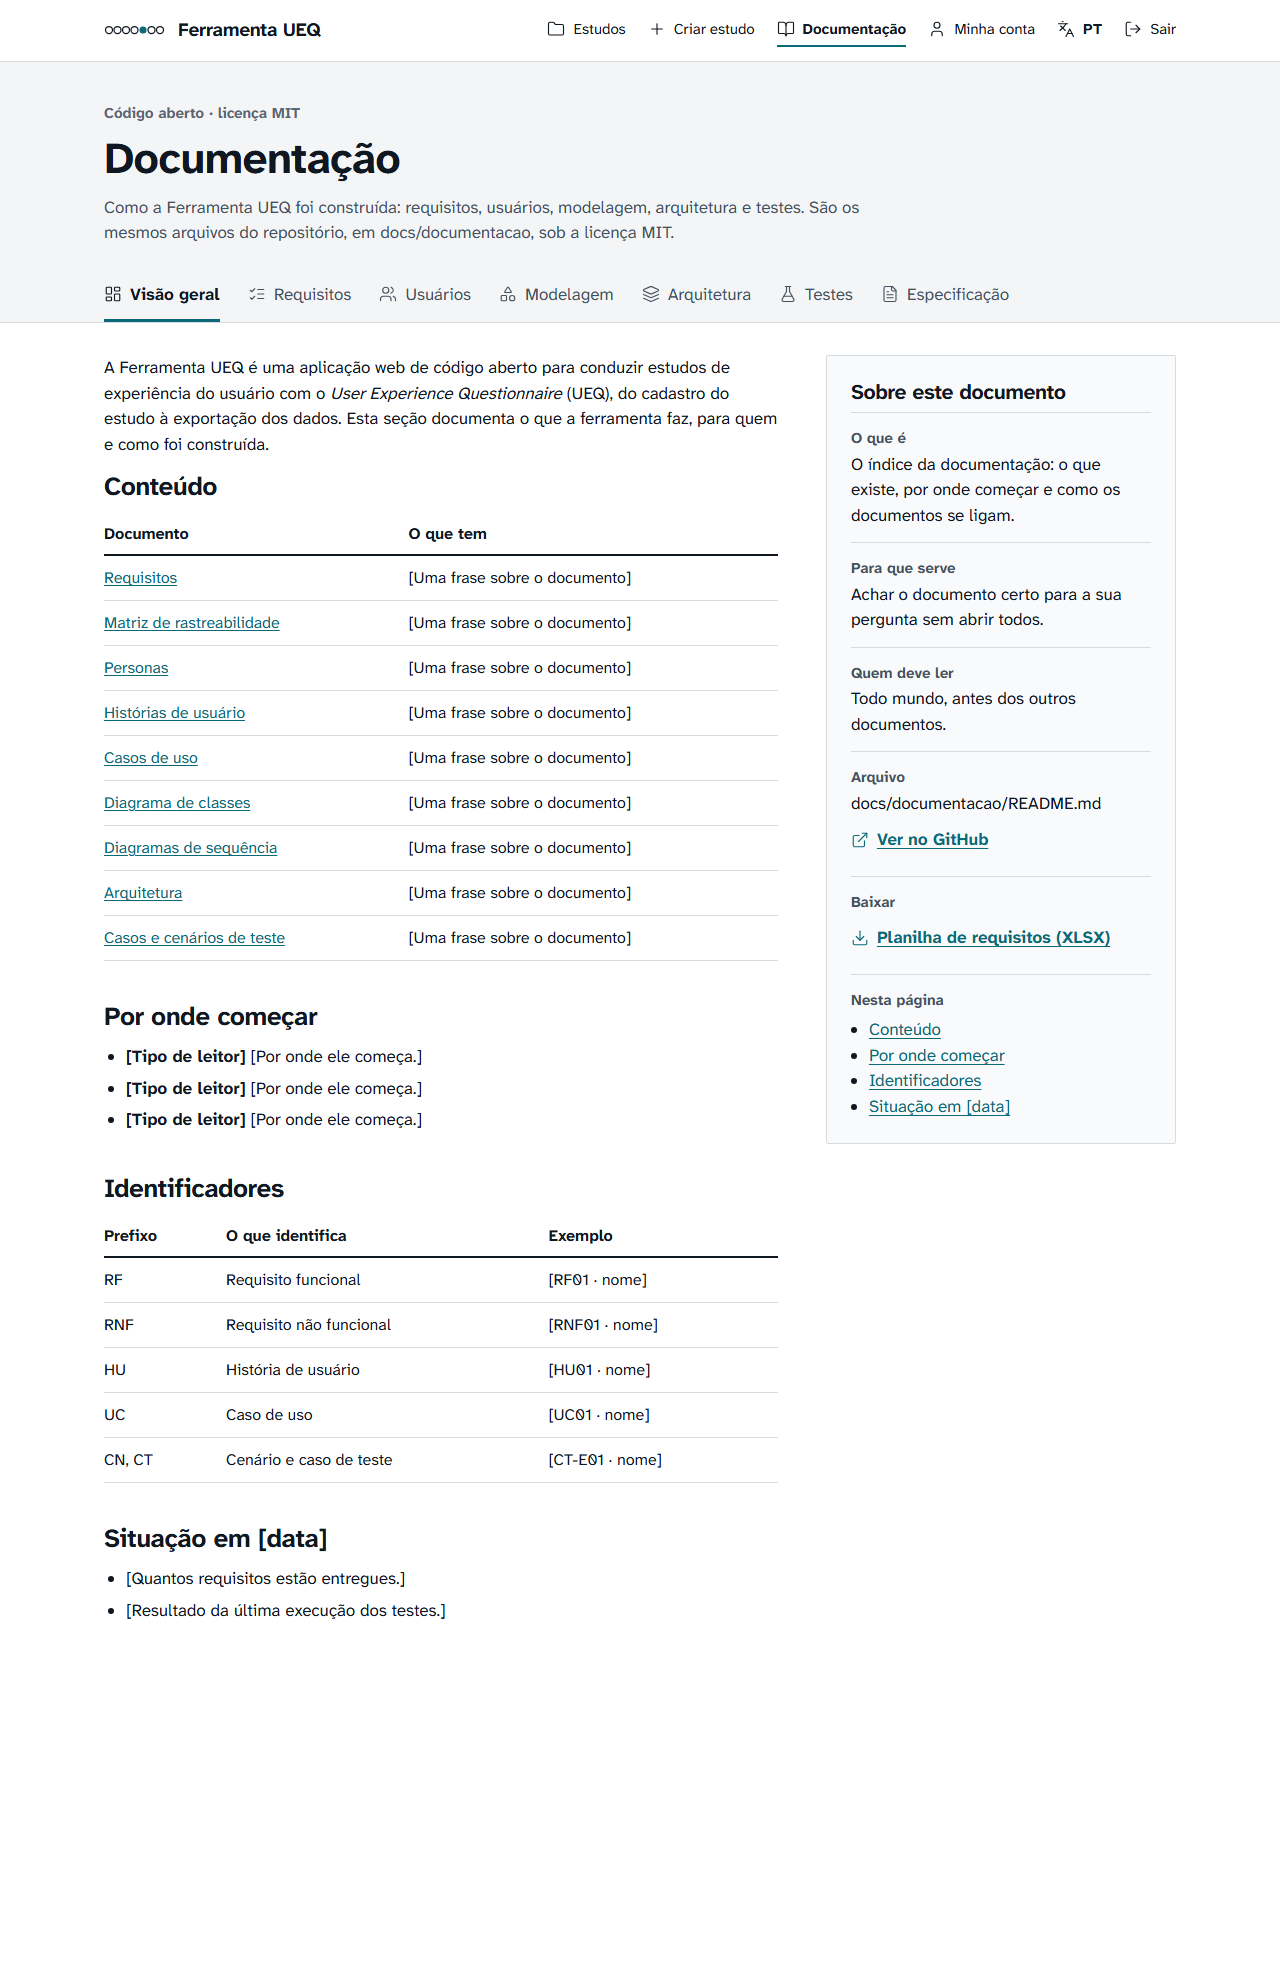 Ferramenta UEQ
Estudos
Criar estudo
Documentação
Minha conta
PT
Sair
Código aberto · licença MIT
Documentação
Como a Ferramenta UEQ foi construída: requisitos, usuários, modelagem, arquitetura e testes. São os
mesmos arquivos do repositório, em docs/documentacao, sob a licença MIT.
Visão geral
Requisitos
Usuários
Modelagem
Arquitetura
Testes
Especificação
A Ferramenta UEQ é uma aplicação web de código aberto para conduzir estudos de
experiência do usuário com o User Experience Questionnaire (UEQ), do cadastro do
estudo à exportação dos dados. Esta seção documenta o que a ferramenta faz, para quem
e como foi construída.
Conteúdo
Documento O que tem
Requisitos [Uma frase sobre o documento]
Matriz de rastreabilidade [Uma frase sobre o documento]
Personas [Uma frase sobre o documento]
Histórias de usuário [Uma frase sobre o documento]
Casos de uso [Uma frase sobre o documento]
Diagrama de classes [Uma frase sobre o documento]
Diagramas de sequência [Uma frase sobre o documento]
Arquitetura [Uma frase sobre o documento]
Casos e cenários de teste [Uma frase sobre o documento]
Por onde começar
[Tipo de leitor] [Por onde ele começa.]
[Tipo de leitor] [Por onde ele começa.]
[Tipo de leitor] [Por onde ele começa.]
Identificadores
Prefixo O que identifica Exemplo
RF Requisito funcional [RF01 · nome]
RNF Requisito não funcional [RNF01 · nome]
HU História de usuário [HU01 · nome]
UC Caso de uso [UC01 · nome]
CN, CT Cenário e caso de teste [CT-E01 · nome]
Situação em [data]
[Quantos requisitos estão entregues.]
[Resultado da última execução dos testes.]
Sobre este documento
O que é
O índice da documentação: o que
existe, por onde começar e como os
documentos se ligam.
Para que serve
Achar o documento certo para a sua
pergunta sem abrir todos.
Quem deve ler
Todo mundo, antes dos outros
documentos.
Arquivo
docs/documentacao/README.md
Ver no GitHub
Baixar
Planilha de requisitos (XLSX)
Nesta página
Conteúdo
Por onde começar
Identificadores
Situação em [data]